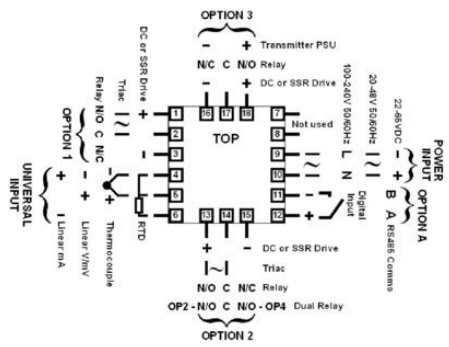 OPTION 3
- + Transmitter PSU
N/C C N/O Relay
- + DC or SSR Drive
16 17 18
TOP
1
2
3
4
5
6
7
8
9
10
11
12
13 14 15
Not used
DC or SSR Drive
+ -
Triac
Relay N/O C N/C
OPTION 1
UNIVERSAL INPUT
+ - Linear mA
+ - Linear V/mV
- + Thermocouple
RTD
100-240V 50/60Hz L N
20-48V 50/60Hz
22-65VDC - +
POWER INPUT
Digital Input
- +
B A RS485 Comms
OPTION A
+ - DC or SSR Drive
Triac
N/O C N/C Relay
OP2 - N/O C N/O - OP4 Dual Relay
OPTION 2